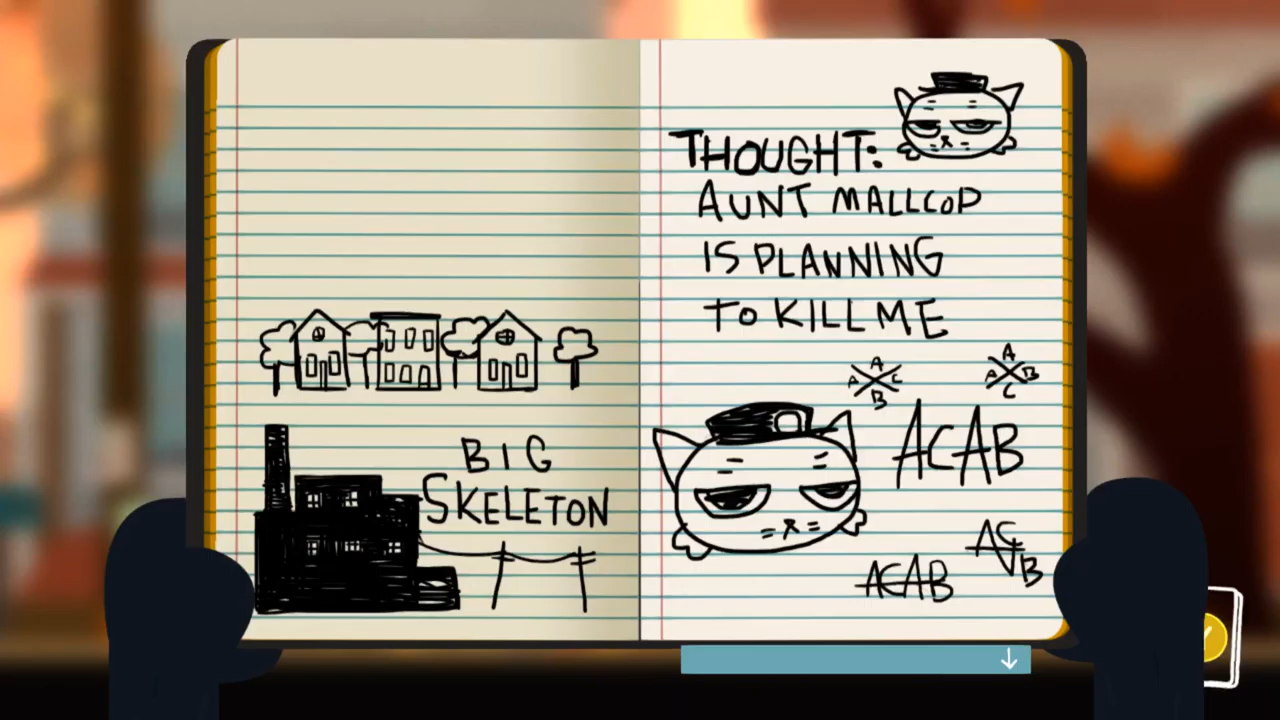 BIG
SKELETON
THOUGHT:
AUNT MALLCOP
IS PLANNING
TO KILL ME
A
A C
B
A
A B
C
ACAB
ACAB
ACAB